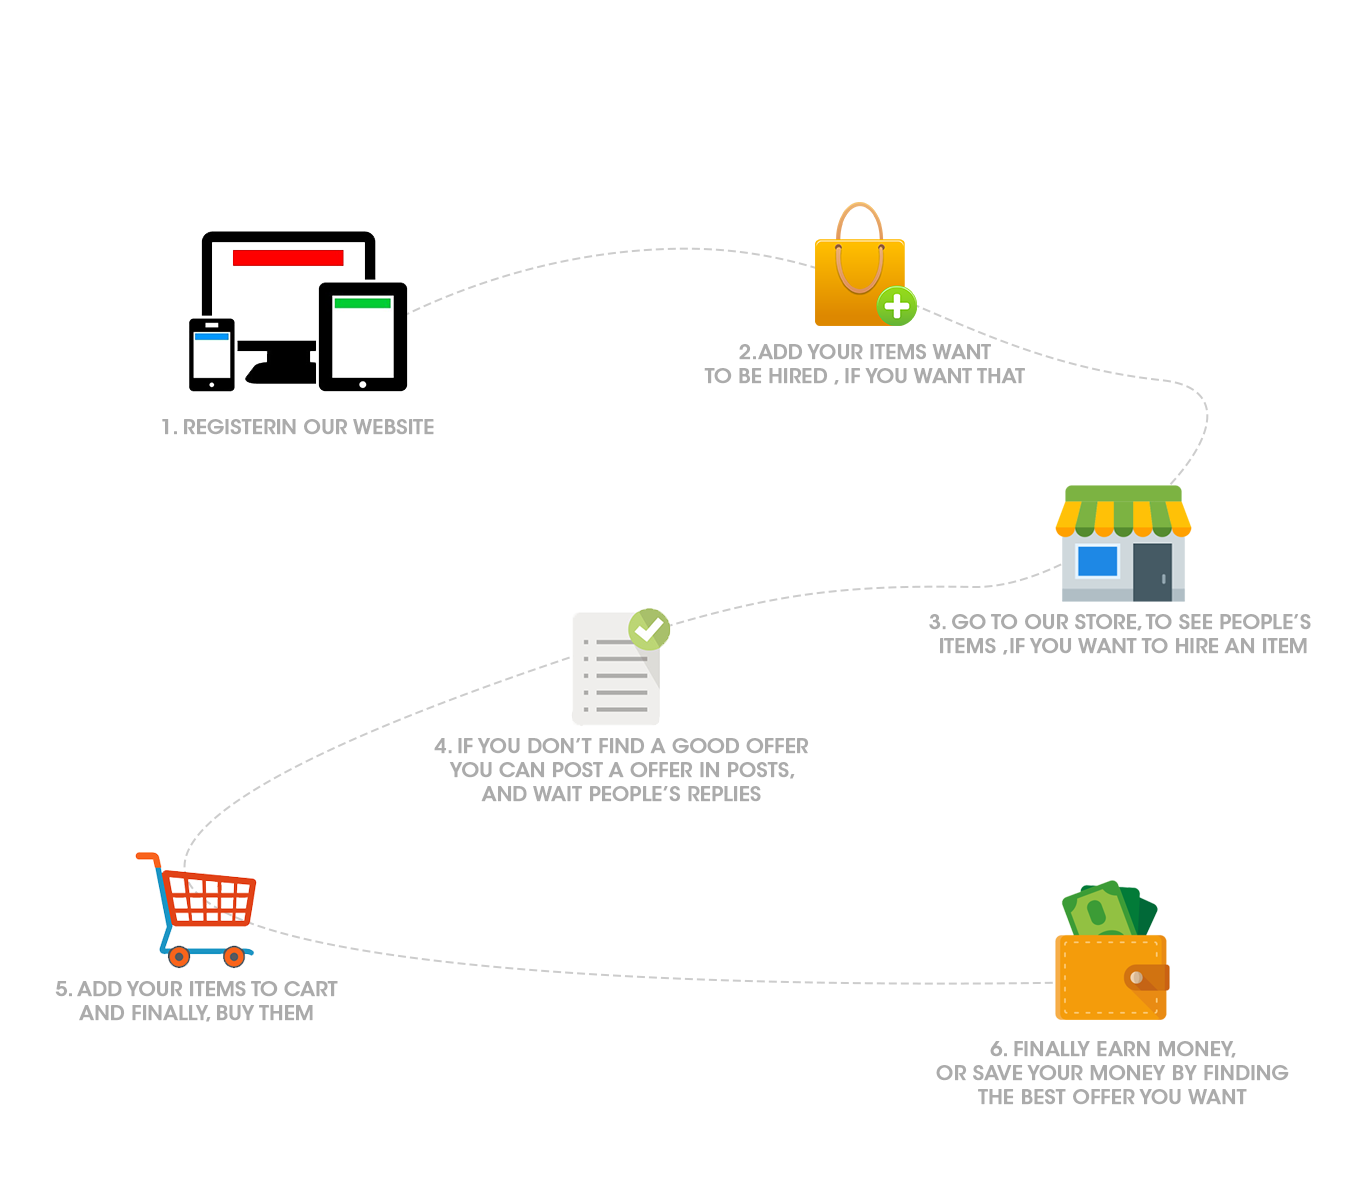 1. REGISTERIN OUR WEBSITE
2.ADD YOUR ITEMS WANT
TO BE HIRED , IF YOU WANT THAT
3. GO TO OUR STORE, TO SEE PEOPLE'S
ITEMS ,IF YOU WANT TO HIRE AN ITEM
4. IF YOU DON'T FIND A GOOD OFFER
YOU CAN POST A OFFER IN POSTS,
AND WAIT PEOPLE'S REPLIES
5. ADD YOUR ITEMS TO CART
AND FINALLY, BUY THEM
6. FINALLY EARN MONEY,
OR SAVE YOUR MONEY BY FINDING
THE BEST OFFER YOU WANT